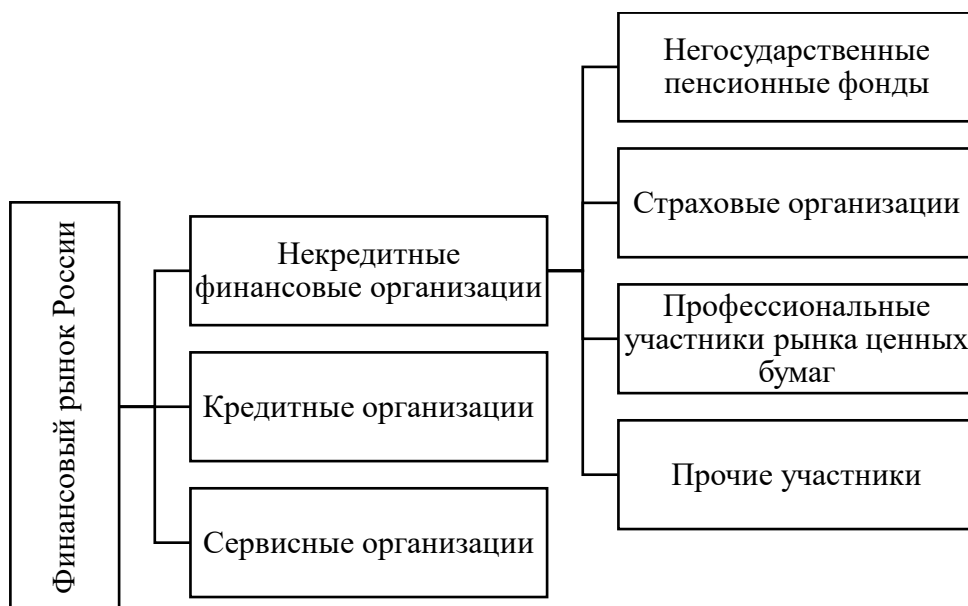 Финансовый рынок России
Некредитные
финансовые организации
Кредитные организации
Сервисные организации
Негосударственные
пенсионные фонды
Страховые организации
Профессиональные
участники рынка ценных
бумаг
Прочие участники